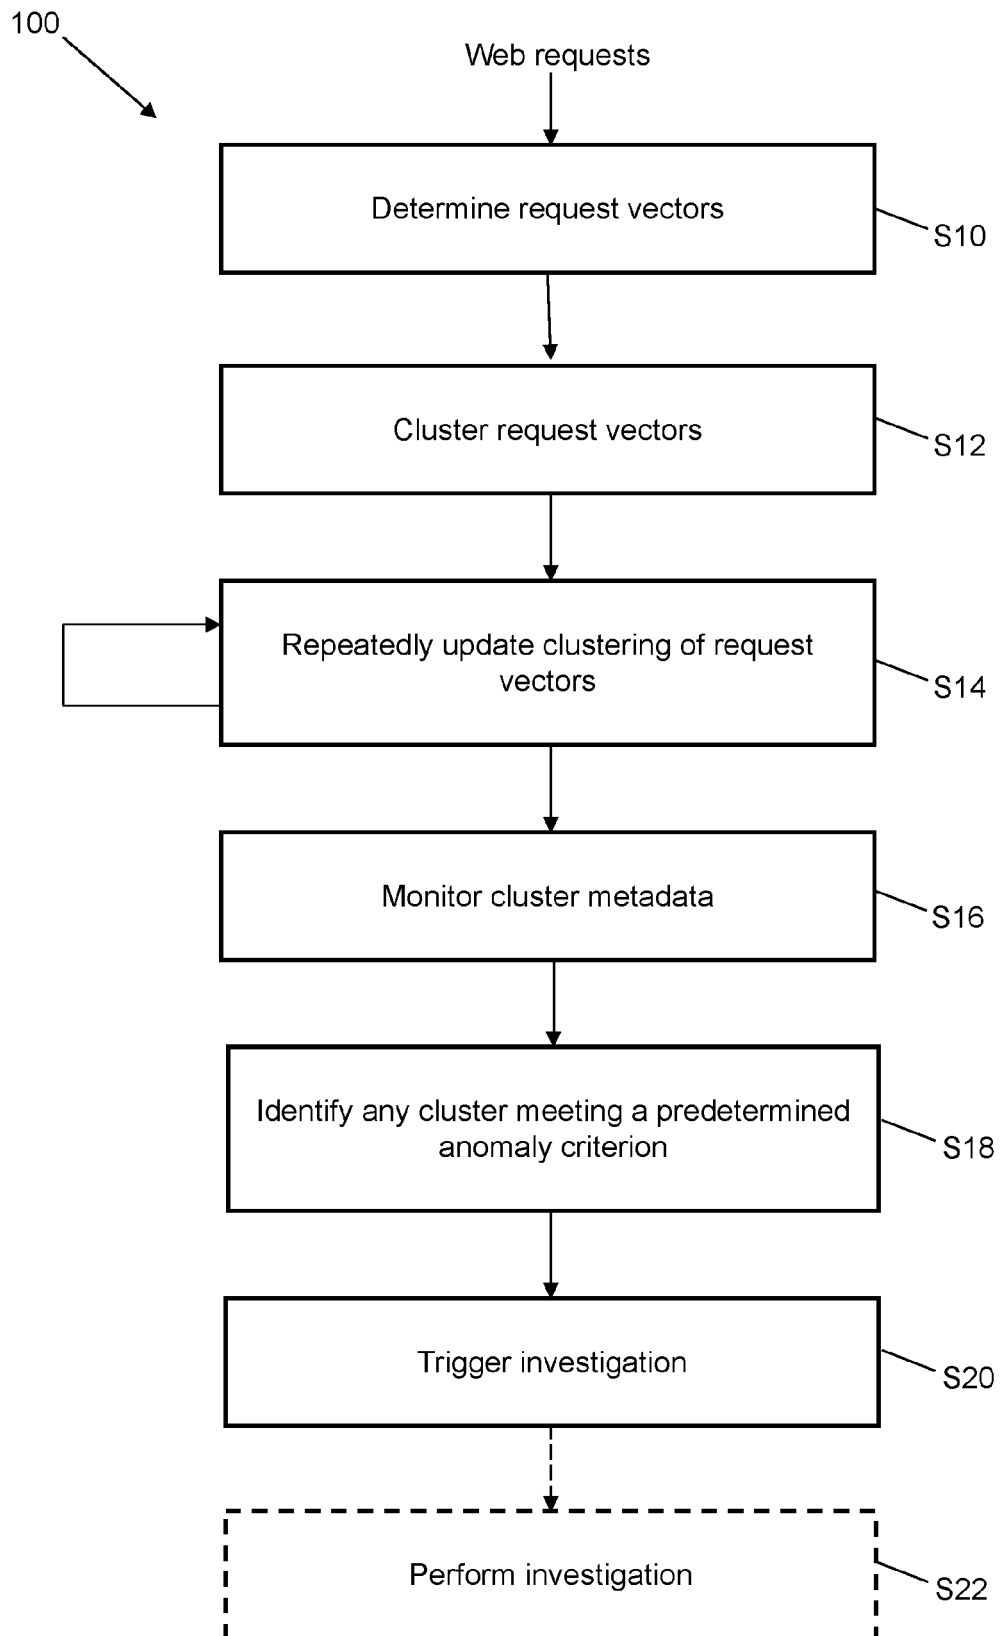 100
Web requests
Determine request vectors
S10
Cluster request vectors
S12
Repeatedly update clustering of request
vectors
S14
Monitor cluster metadata
S16
Identify any cluster meeting a predetermined
anomaly criterion
S18
Trigger investigation
S20
Perform investigation
S22